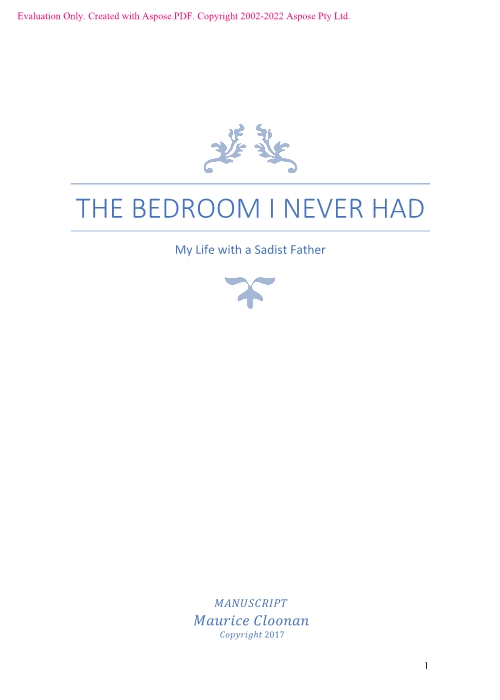 Evaluation Only. Created with Aspose.PDF. Copyright 2002-2022 Aspose Pty Ltd.
THE BEDROOM I NEVER HAD
My Life with a Sadist Father
MANUSCRIPT
Maurice Cloonan
Copyright 2017
1